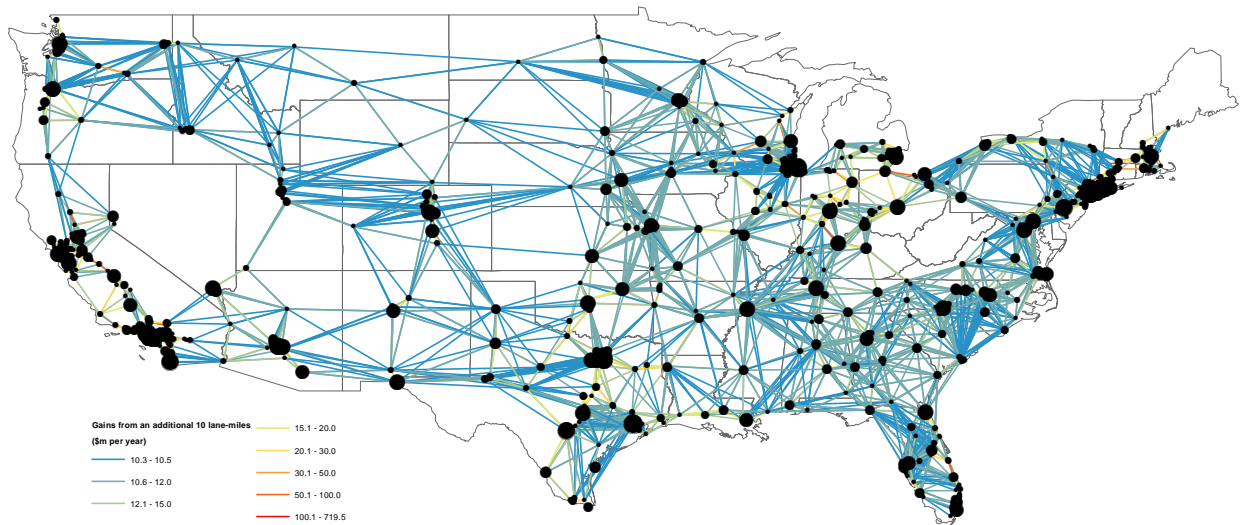 Gains from an additional 10 lane-miles
($m per year)
10.3 - 10.5
10.6 - 12.0
12.1 - 15.0
15.1 - 20.0
20.1 - 30.0
30.1 - 50.0
50.1 - 100.0
100.1 - 719.5